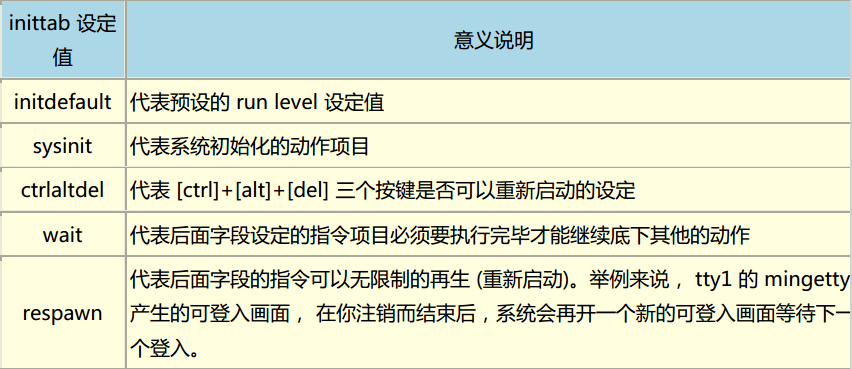 inittab 设定
值
意义说明
initdefault
代表预设的 run level 设定值
sysinit
代表系统初始化的动作项目
ctrlaltdel
代表 [ctrl]+[alt]+[del] 三个按键是否可以重新启动的设定
wait
代表后面字段设定的指令项目必须要执行完毕才能继续底下其他的动作
respawn
代表后面字段的指令可以无限制的再生 (重新启动)。举例来说， tty1 的 mingetty
产生的可登入画面， 在你注销而结束后，系统会再开一个新的可登入画面等待下一
个登入。